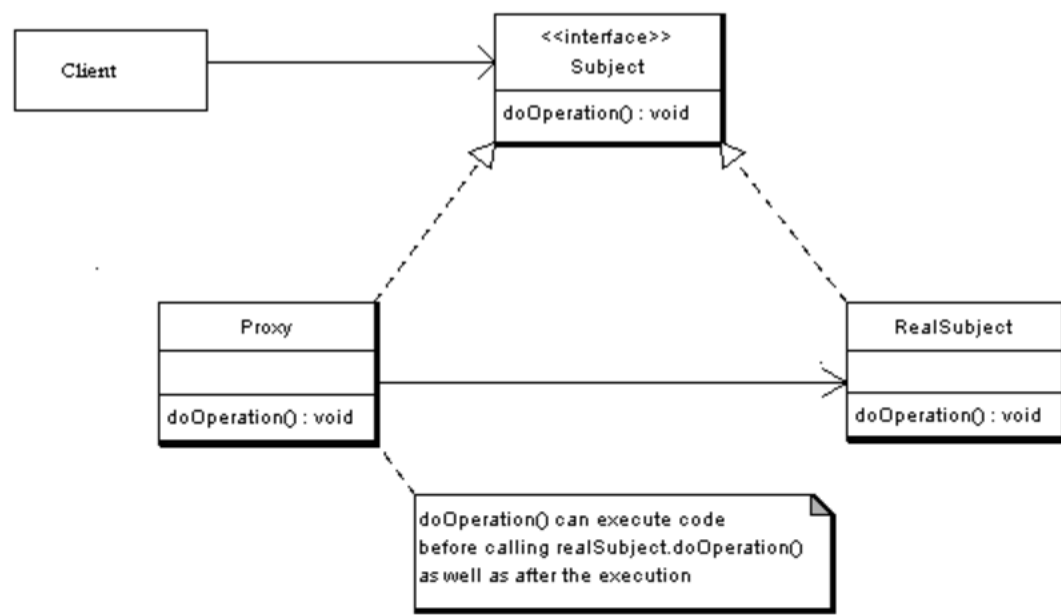 Client
<<interface>>
Subject
doOperation() : void
Proxy
doOperation() : void
RealSubject
doOperation() : void
doOperation() can execute code
before calling realSubject.doOperation()
as well as after the execution